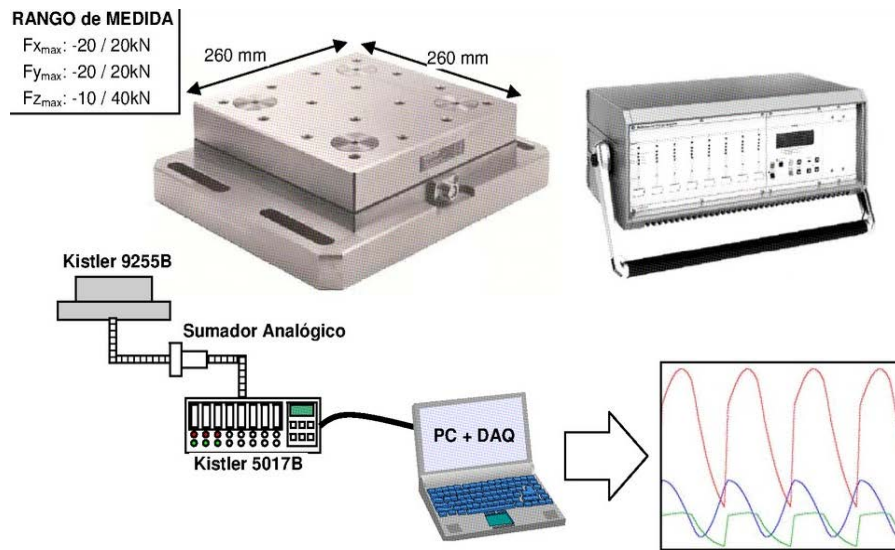 RANGO de MEDIDA
Fxmax: -20 / 20kN
Fymax: -20 / 20kN
Fzmax: -10 / 40kN
260 mm
260 mm
Kistler 9255B
Sumador Analógico
Kistler 5017B
PC + DAQ